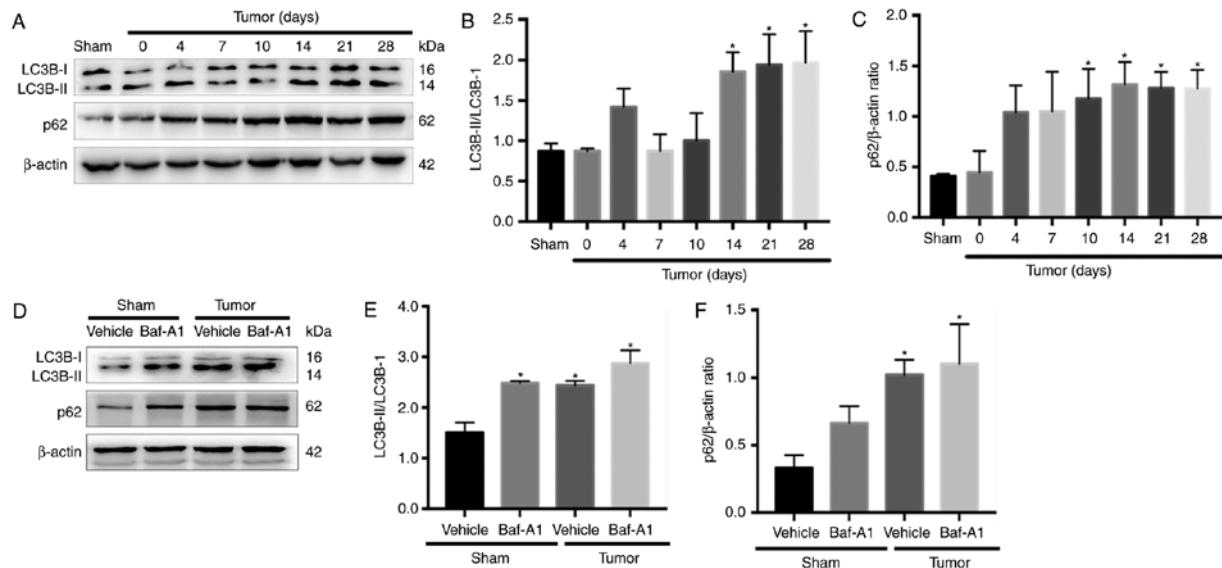 A
Tumor (days)
Sham 0 4 7 10 14 21 28 kDa
LC3B-I 16
LC3B-II 14
p62 62
β-actin 42
B
LC3B-II/LC3B-1
2.5
2.0
1.5
1.0
0.5
0.0
* * *
Sham 0 4 7 10 14 21 28
Tumor (days)
C
p62/β-actin ratio
2.0
1.5
1.0
0.5
0.0
* * * *
Sham 0 4 7 10 14 21 28
Tumor (days)
D
Sham Tumor
Vehicle Baf-A1 Vehicle Baf-A1 kDa
LC3B-I 16
LC3B-II 14
p62 62
β-actin 42
E
LC3B-II/LC3B-1
4.0
3.0
2.0
1.0
0.0
* * *
Vehicle Baf-A1 Vehicle Baf-A1
Sham Tumor
F
p62/β-actin ratio
1.5
1.0
0.5
0.0
* *
Vehicle Baf-A1 Vehicle Baf-A1
Sham Tumor